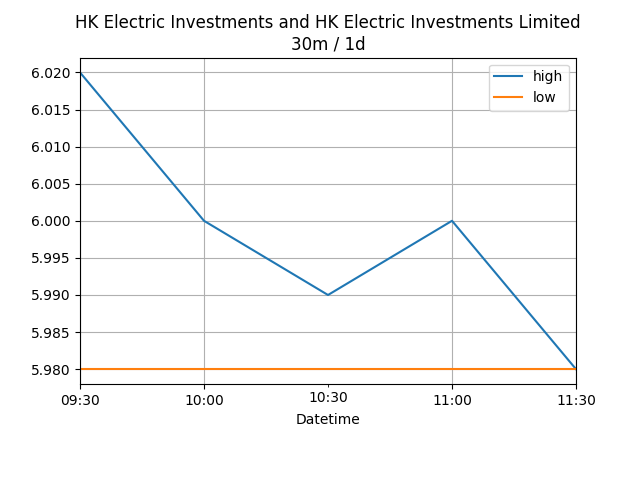 HK Electric Investments and HK Electric Investments Limited
30m / 1d
high
low
6.020
6.015
6.010
6.005
6.000
5.995
5.990
5.985
5.980
09:30
10:00
10:30
11:00
11:30
Datetime